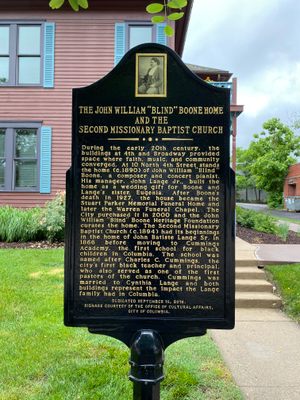 THE JOHN WILLIAM "BLIND" BOONE HOME
AND THE
SECOND MISSIONARY BAPTIST CHURCH
During the early 20th century, the
buildings at 4th and Broadway provided
space where faith, music, and community
converged. At 10 North 4th Street stands
the home (c.1890) of John William "Blind"
Boone, a composer and concert pianist.
His manager, John Lange Jr., built the
home as a wedding gift for Boone and
Lange's sister, Eugenia. After Boone's
death in 1927, the house became the
Stuart Parker Memorial Funeral Home and
later the Warren Funeral Chapel. The
City purchased it in 2000 and the John
William "Blind" Boone Heritage Foundation
curates the home. The Second Missionary
Baptist Church (c.1894) had its beginnings
in the home of John Batiste Lange Sr. in
1866 before moving to Cummings
Academy, the first school for black
children in Columbia. The school was
named after Charles C. Cummings, the
city's first black teacher and principal
who also served as one of the first
pastors of the church. Cummings was
married to Cynthia Lange and both
buildings represent the impact the Lange
family had in Columbia.
DEDICATED SEPTEMBER
SIGNAGE COURTESY OF THE OFFICE OF CULTURAL AFFAIRS,
CITY OF COLUMBIA.